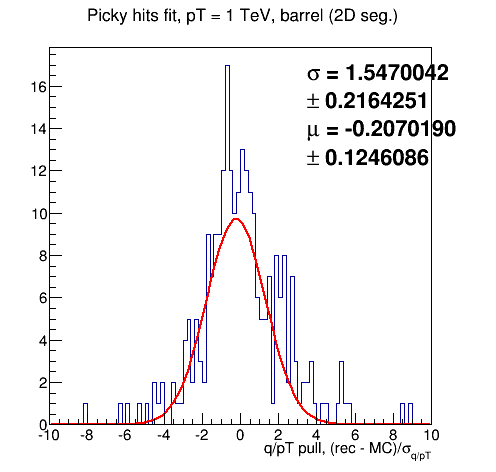 Picky hits fit, pT = 1 TeV, barrel (2D seg.)
σ = 1.5470042
± 0.2164251
μ = -0.2070190
± 0.1246086
16
14
12
10
8
6
4
2
0
-10 -8 -6 -4 -2 0 2 4 6 8 10
q/pT pull, (rec - MC)/σq/pT